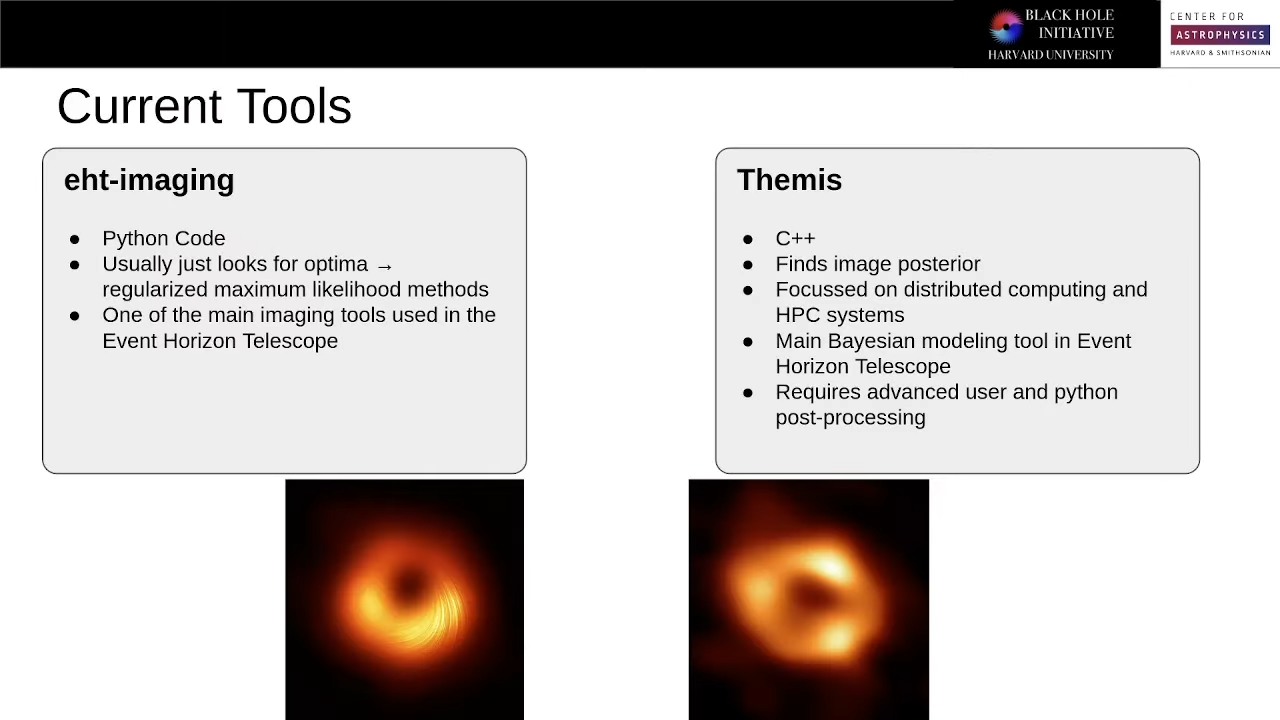 BLACK HOLE
INITIATIVE
HARVARD UNIVERSITY
CENTER FOR
ASTROPHYSICS
HARVARD & SMITHSONIAN
Current Tools
eht-imaging
● Python Code
● Usually just looks for optima →
regularized maximum likelihood methods
● One of the main imaging tools used in the
Event Horizon Telescope
Themis
● C++
● Finds image posterior
● Focussed on distributed computing and
HPC systems
● Main Bayesian modeling tool in Event
Horizon Telescope
● Requires advanced user and python
post-processing